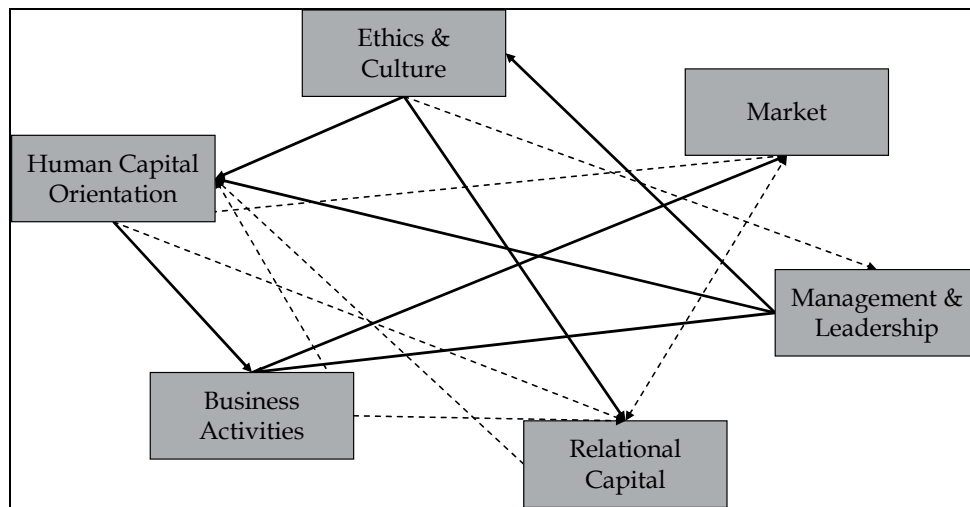 Ethics &
Culture
Market
Human Capital
Orientation
Management &
Leadership
Business
Activities
Relational
Capital